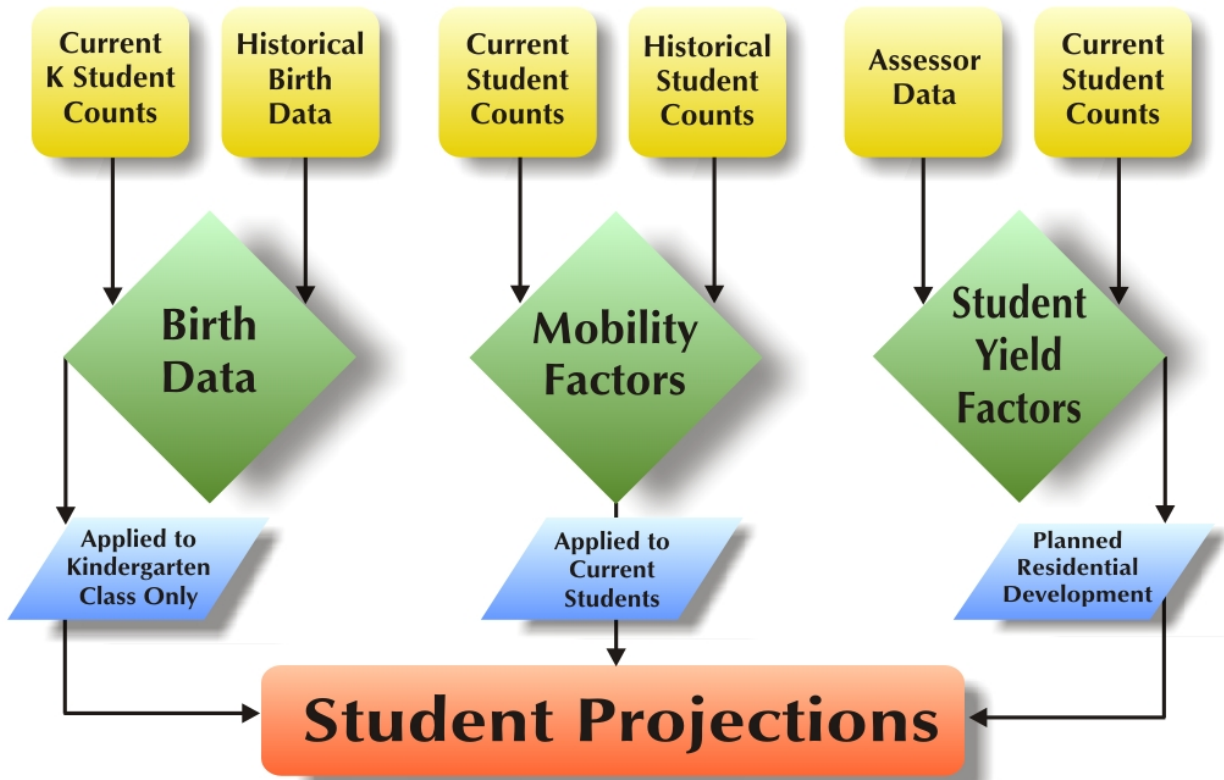 Current
K Student
Counts
Historical
Birth
Data
Current
Student
Counts
Historical
Student
Counts
Assessor
Data
Current
Student
Counts
Birth
Data
Mobility
Factors
Student
Yield
Factors
Applied to
Kindergarten
Class Only
Applied to
Current
Students
Planned
Residential
Development
Student Projections